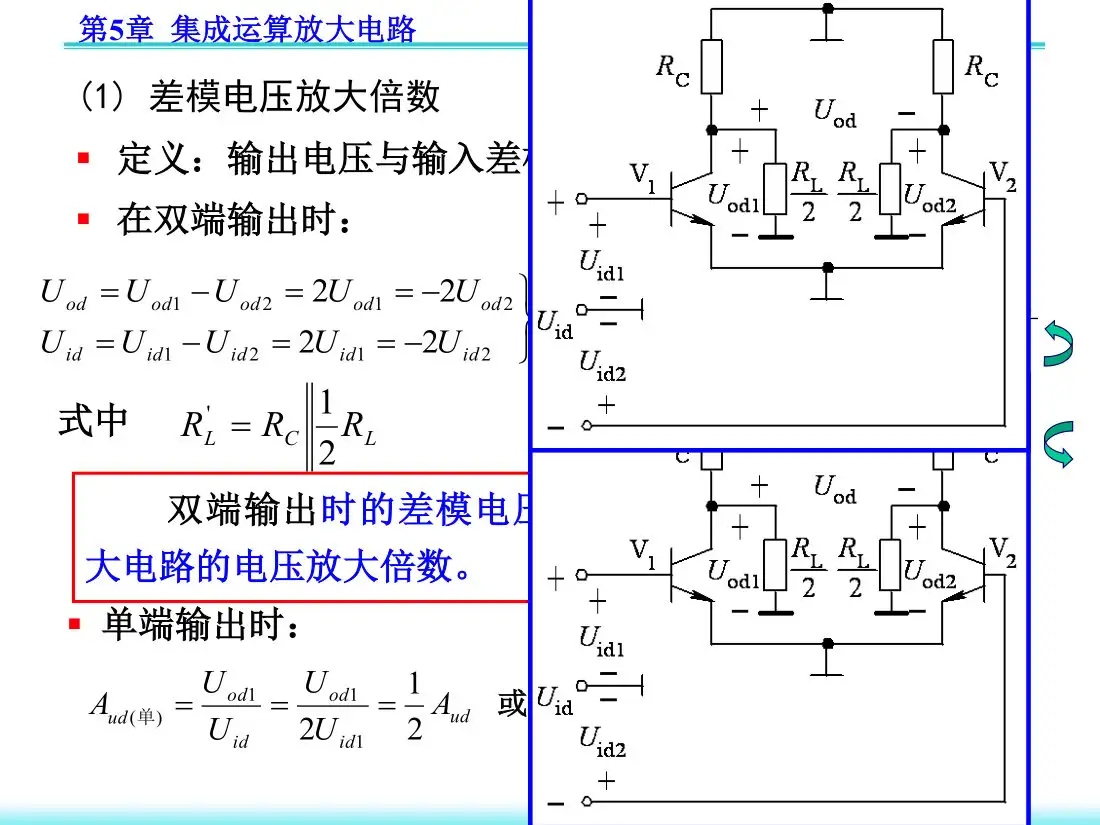 第5章 集成运算放大电路
(1) 差模电压放大倍数
▪ 定义：输出电压与输入差
▪ 在双端输出时：
U_od = U_od1 − U_od2 = 2U_od1 = −2U_od2
U_id = U_id1 − U_id2 = 2U_id1 = −2U_id2
式中 R_L' = R_C ‖ 1/2 R_L
双端输出时的差模电
大电路的电压放大倍数。
▪ 单端输出时：
A_ud(单) = U_od1/U_id = U_od1/2U_id1 = 1/2 A_ud 或
R_C R_C
+ U_od −
V_1 + R_L/2 R_L/2 + V_2
U_od1 U_od2
+ − −
+
U_id1
−
−
U_id
U_id2
+
−
C C
+ U_od −
V_1 + R_L/2 R_L/2 + V_2
U_od1 U_od2
+ − −
+
U_id1
−
−
U_id
U_id2
+
−